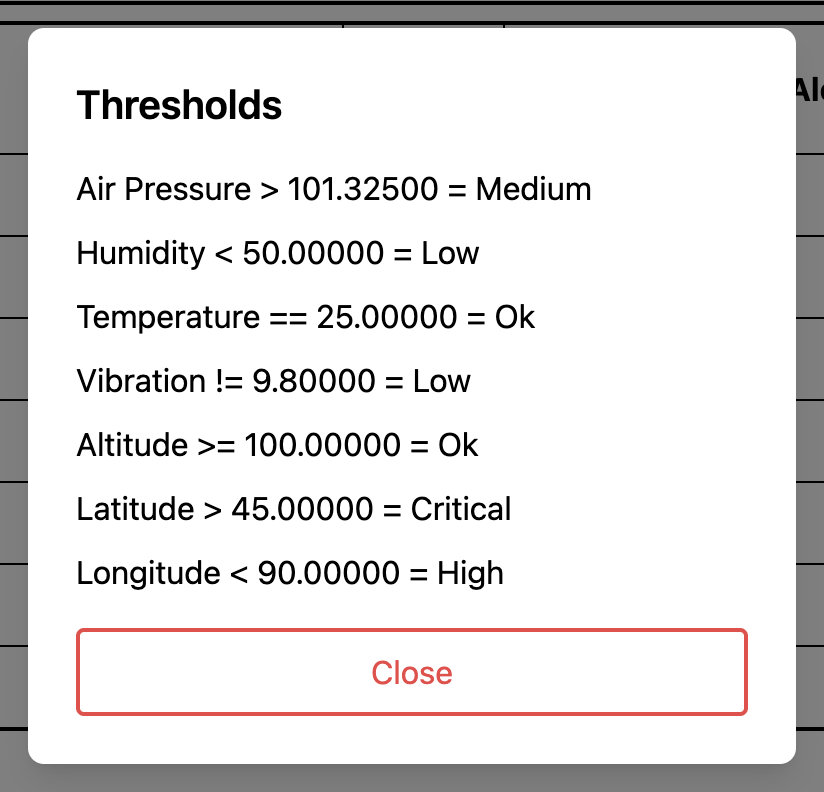 Thresholds
Air Pressure > 101.32500 = Medium
Humidity < 50.00000 = Low
Temperature == 25.00000 = Ok
Vibration != 9.80000 = Low
Altitude >= 100.00000 = Ok
Latitude > 45.00000 = Critical
Longitude < 90.00000 = High
Close